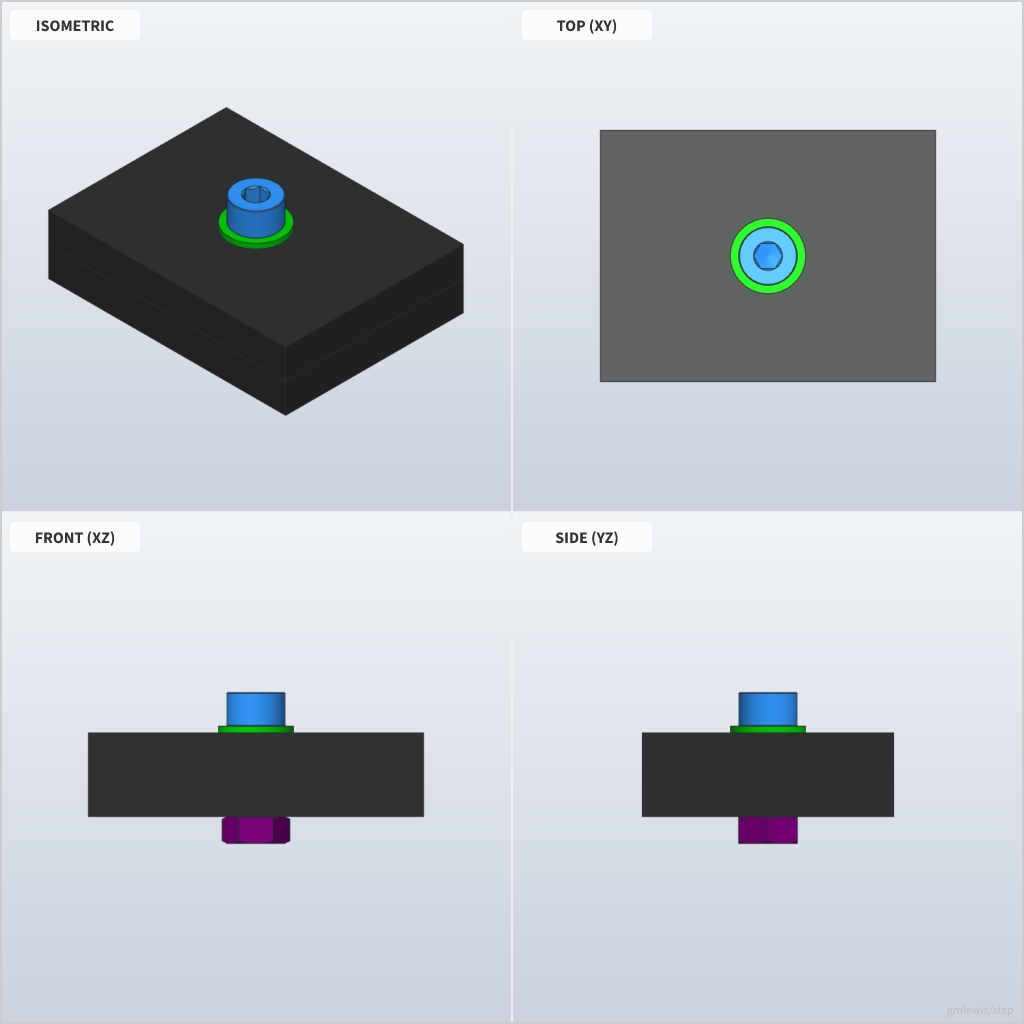 ISOMETRIC
TOP (XY)
FRONT (XZ)
SIDE (YZ)
gmlewis/step